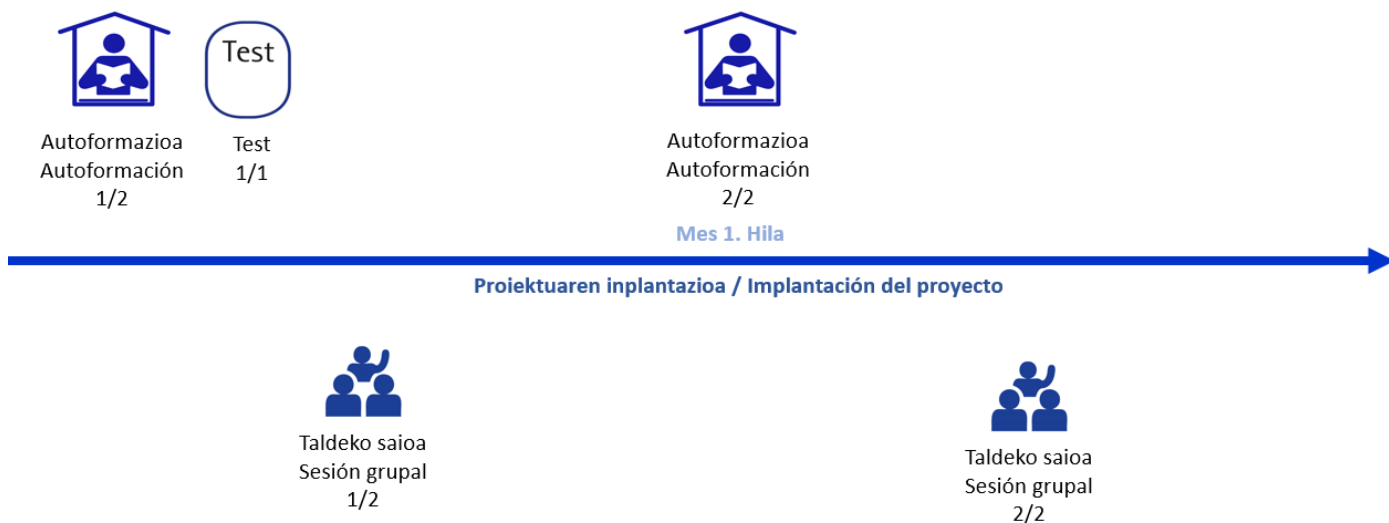 Test
Autoformazioa
Autoformación
1/2
Test
1/1
Autoformazioa
Autoformación
2/2
Mes 1. Hila
Proiektuaren inplantazioa / Implantación del proyecto
Taldeko saioa
Sesión grupal
1/2
Taldeko saioa
Sesión grupal
2/2